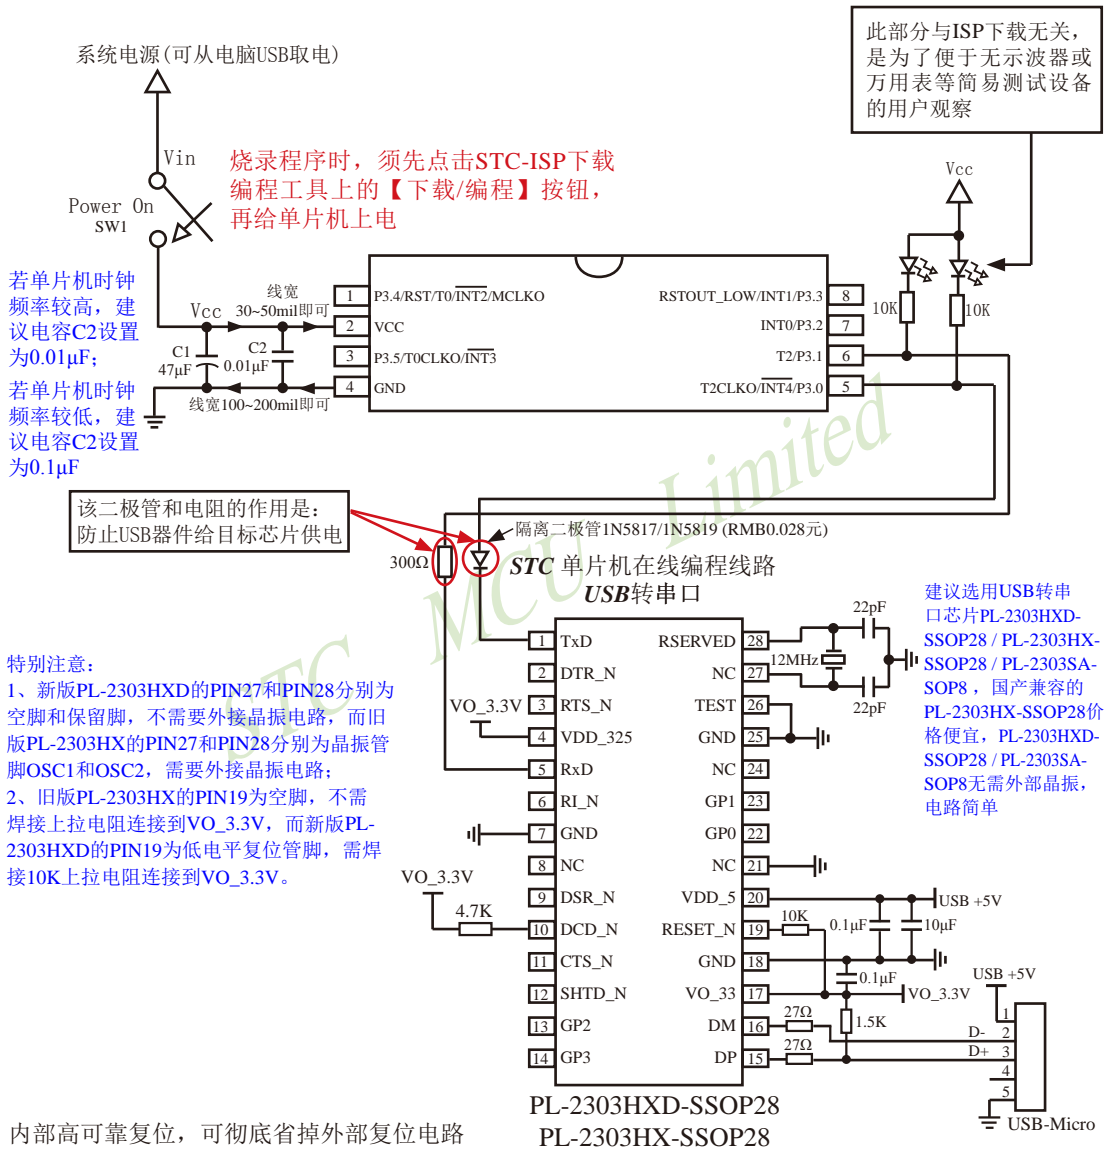 系统电源(可从电脑USB取电)
Vin
Power On
SW1
烧录程序时，须先点击STC-ISP下载
编程工具上的【下载/编程】按钮，
再给单片机上电
此部分与ISP下载无关，
是为了便于无示波器或
万用表等简易测试设备
的用户观察
Vcc
10K
10K
若单片机时钟
频率较高，建
议电容C2设置
为0.01μF；
若单片机时钟
频率较低，建
议电容C2设置
为0.1μF
Vcc
线宽
30~50mil即可
C1
47μF
C2
0.01μF
线宽100~200mil即可
1 P3.4/RST/T0/INT2/MCLKO
2 VCC
3 P3.5/T0CLKO/INT3
4 GND
RSTOUT_LOW/INT1/P3.3 8
INT0/P3.2 7
T2/P3.1 6
T2CLKO/INT4/P3.0 5
该二极管和电阻的作用是：
防止USB器件给目标芯片供电
300Ω
隔离二极管1N5817/1N5819 (RMB0.028元)
STC 单片机在线编程线路
USB转串口
STC MCU Limited
特别注意：
1、新版PL-2303HXD的PIN27和PIN28分别为
空脚和保留脚，不需要外接晶振电路，而旧
版PL-2303HX的PIN27和PIN28分别为晶振管
脚OSC1和OSC2，需要外接晶振电路；
2、旧版PL-2303HX的PIN19为空脚，不需
焊接上拉电阻连接到VO_3.3V，而新版PL-
2303HXD的PIN19为低电平复位管脚，需焊
接10K上拉电阻连接到VO_3.3V。
VO_3.3V
VO_3.3V
4.7K
1 TxD
2 DTR_N
3 RTS_N
4 VDD_325
5 RxD
6 RI_N
7 GND
8 NC
9 DSR_N
10 DCD_N
11 CTS_N
12 SHTD_N
13 GP2
14 GP3
RSERVED 28
NC 27
TEST 26
GND 25
NC 24
GP1 23
GP0 22
NC 21
VDD_5 20
RESET_N 19
GND 18
VO_33 17
DM 16
DP 15
22pF
12MHz
22pF
建议选用USB转串
口芯片PL-2303HXD-
SSOP28 / PL-2303HX-
SSOP28 / PL-2303SA-
SOP8 ，国产兼容的
PL-2303HX-SSOP28价
格便宜，PL-2303HXD-
SSOP28 / PL-2303SA-
SOP8无需外部晶振，
电路简单
USB +5V
10K
0.1μF
10μF
0.1μF
VO_3.3V
27Ω
1.5K
27Ω
USB +5V
1
D- 2
D+ 3
4
5
USB-Micro
PL-2303HXD-SSOP28
PL-2303HX-SSOP28
内部高可靠复位，可彻底省掉外部复位电路